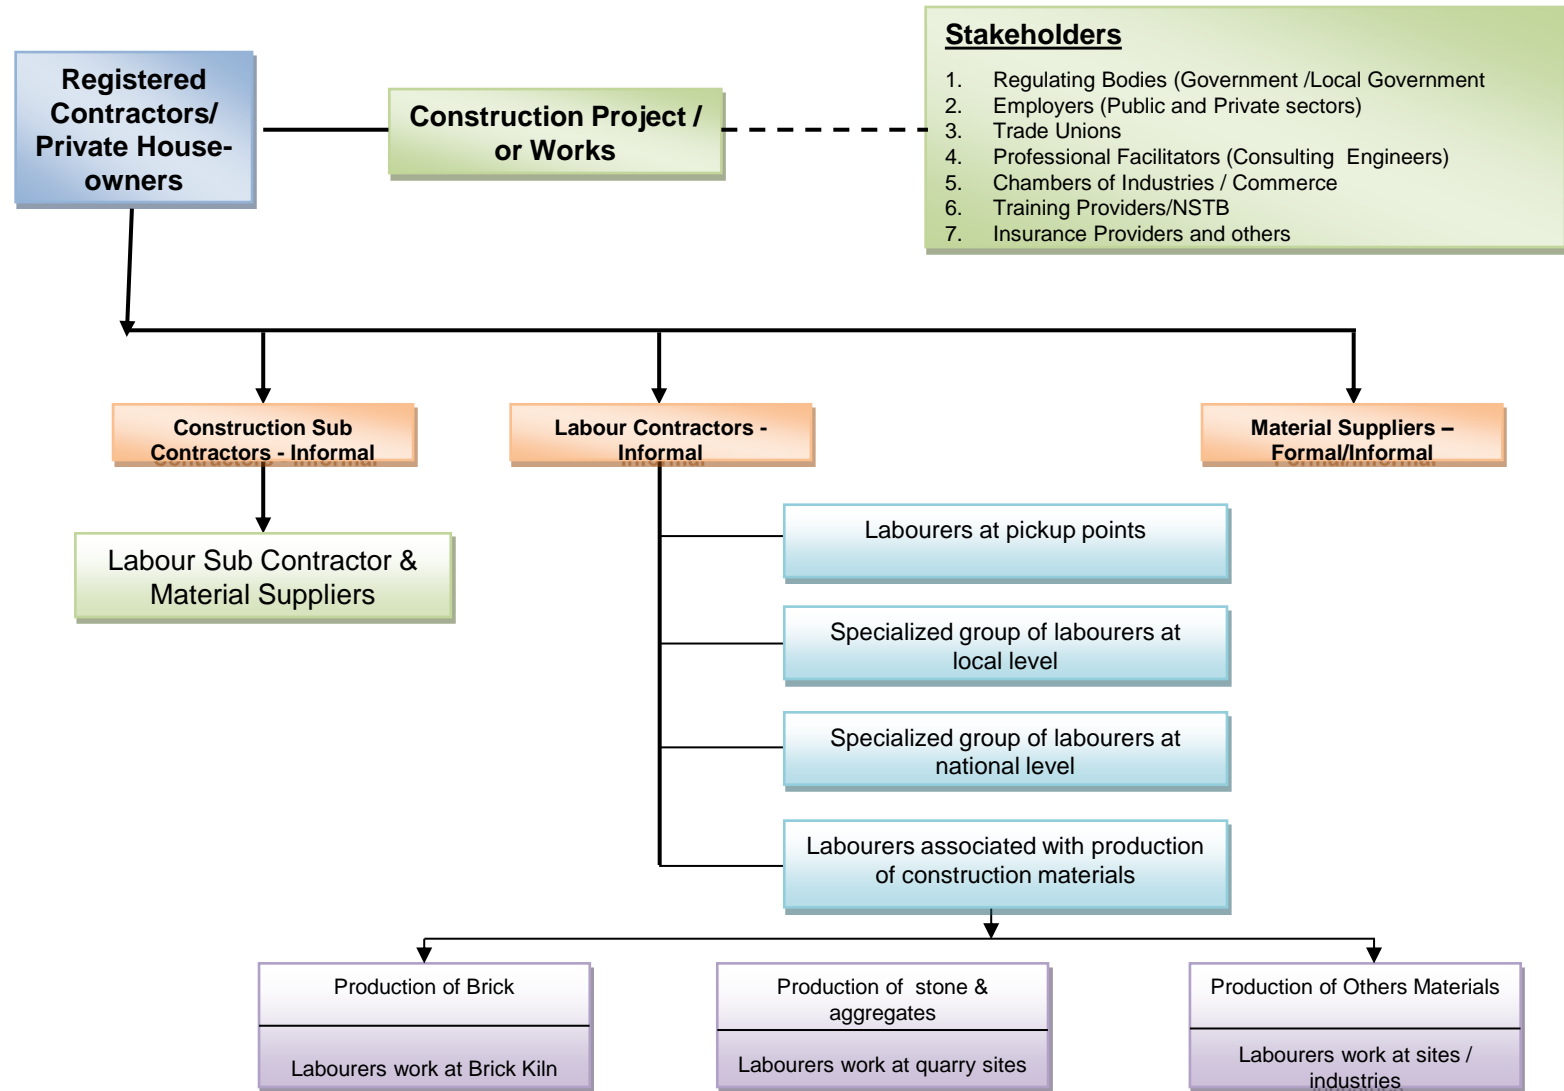 Registered
Contractors/
Private House-
owners
Construction Project /
or Works
Stakeholders
1. Regulating Bodies (Government /Local Government
2. Employers (Public and Private sectors)
3. Trade Unions
4. Professional Facilitators (Consulting Engineers)
5. Chambers of Industries / Commerce
6. Training Providers/NSTB
7. Insurance Providers and others
Construction Sub
Contractors - Informal
Labour Contractors -
Informal
Material Suppliers –
Formal/Informal
Labour Sub Contractor &
Material Suppliers
Labourers at pickup points
Specialized group of labourers at
local level
Specialized group of labourers at
national level
Labourers associated with production
of construction materials
Production of Brick
Labourers work at Brick Kiln
Production of stone &
aggregates
Labourers work at quarry sites
Production of Others Materials
Labourers work at sites /
industries